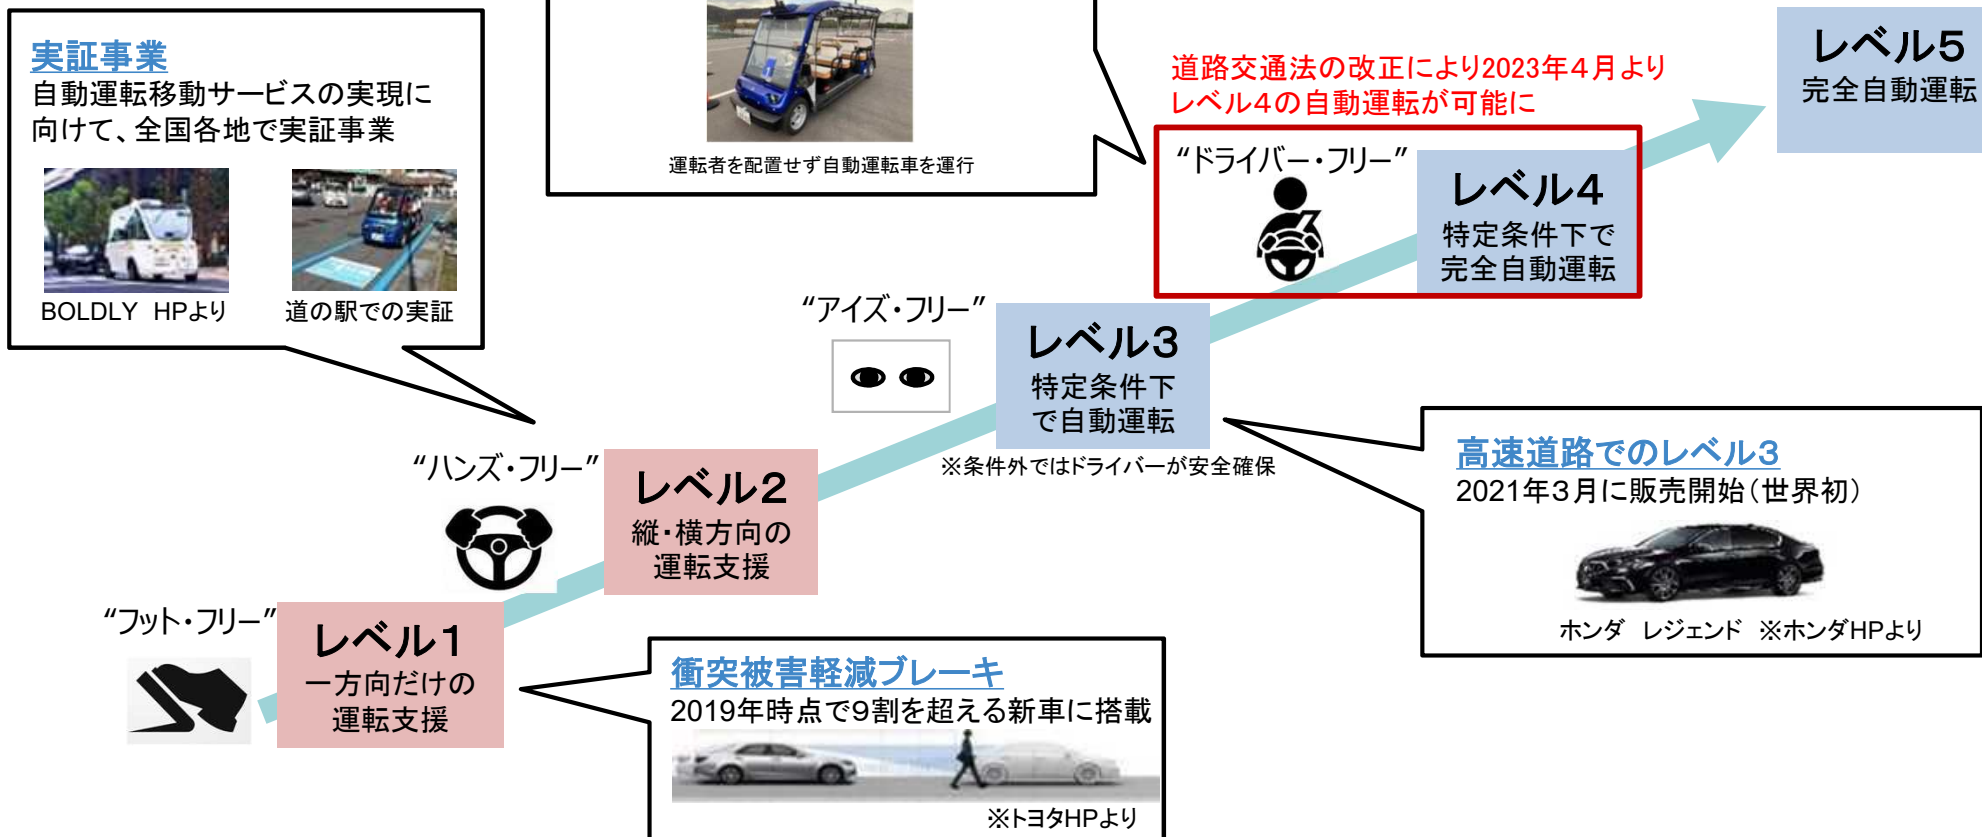 実証事業
自動運転移動サービスの実現に
向けて、全国各地で実証事業
BOLDLY HPより
道の駅での実証
運転者を配置せず自動運転車を運行
道路交通法の改正により2023年4月より
レベル4の自動運転が可能に
レベル5
完全自動運転
“ドライバー・フリー”
レベル4
特定条件下で
完全自動運転
“アイズ・フリー”
レベル3
特定条件下
で自動運転
※条件外ではドライバーが安全確保
高速道路でのレベル3
2021年3月に販売開始(世界初)
ホンダ レジェンド ※ホンダHPより
“ハンズ・フリー”
レベル2
縦・横方向の
運転支援
“フット・フリー”
レベル1
一方向だけの
運転支援
衝突被害軽減ブレーキ
2019年時点で9割を超える新車に搭載
※トヨタHPより